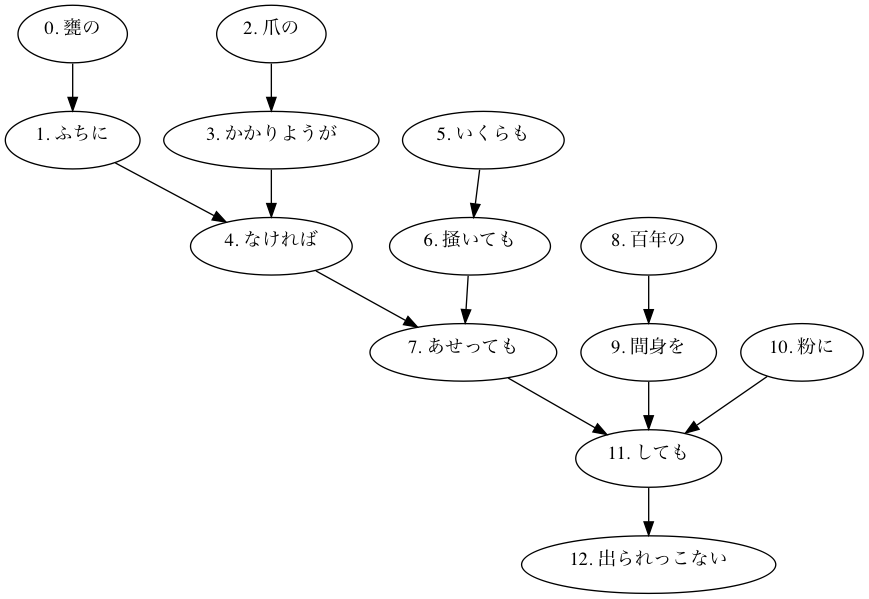 0. 甕の
2. 爪の
1. ふちに
3. かかりようが
5. いくらも
4. なければ
6. 掻いても
8. 百年の
7. あせっても
9. 間身を
10. 粉に
11. しても
12. 出られっこない